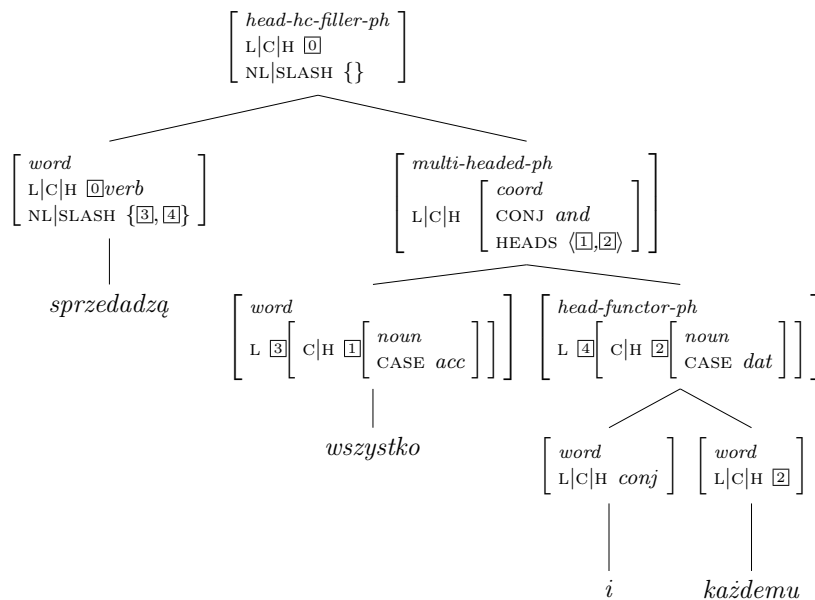 head-hc-filler-ph
L|C|H 0
NL|SLASH {}
word
L|C|H 0 verb
NL|SLASH {3, 4}
multi-headed-ph
L|C|H
coord
CONJ and
HEADS ⟨1,2⟩
sprzedadzą
word
L 3 C|H 1
noun
CASE acc
head-functor-ph
L 4 C|H 2
noun
CASE dat
wszystko
word
L|C|H conj
word
L|C|H 2
i
każdemu